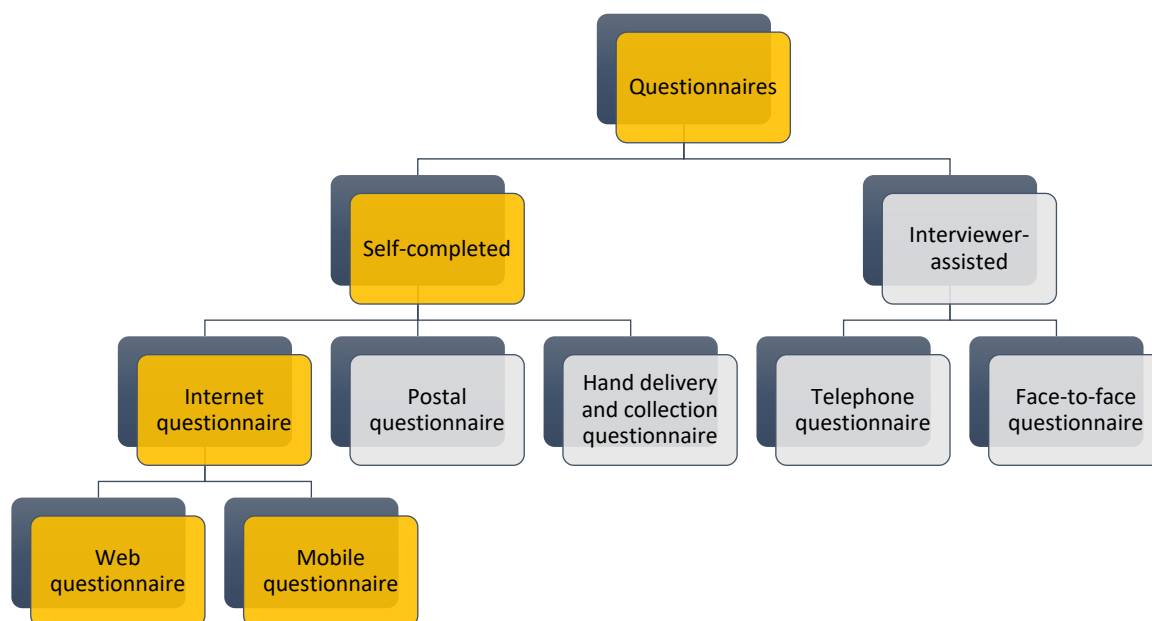 Questionnaires
Self-completed
Interviewer-
assisted
Internet
questionnaire
Postal
questionnaire
Hand delivery
and collection
questionnaire
Telephone
questionnaire
Face-to-face
questionnaire
Web
questionnaire
Mobile
questionnaire